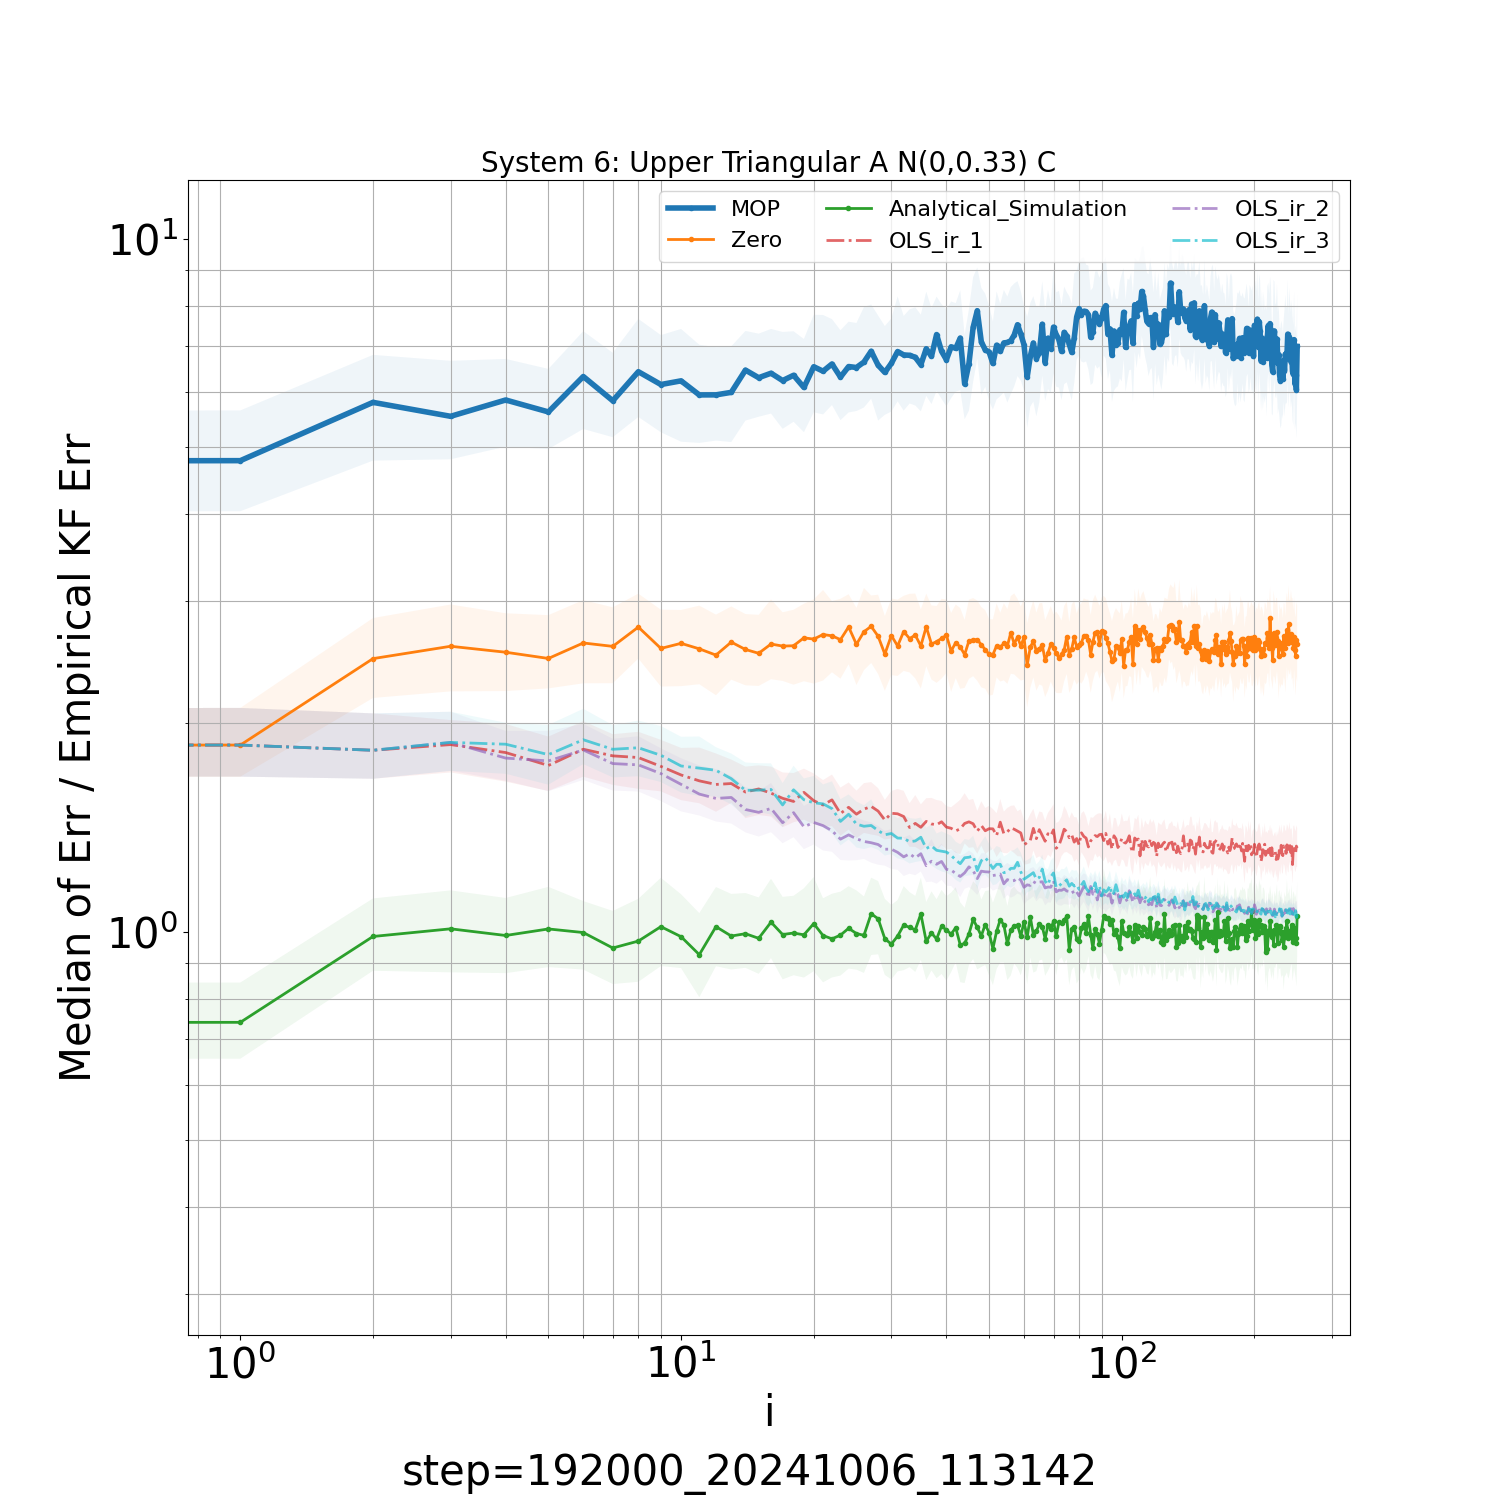 System 6: Upper Triangular A N(0,0.33) C
MOP
Zero
Analytical_Simulation
OLS_ir_1
OLS_ir_2
OLS_ir_3
Median of Err / Empirical KF Err
10¹
10⁰
10⁰ 10¹ 10²
i
step=192000_20241006_113142